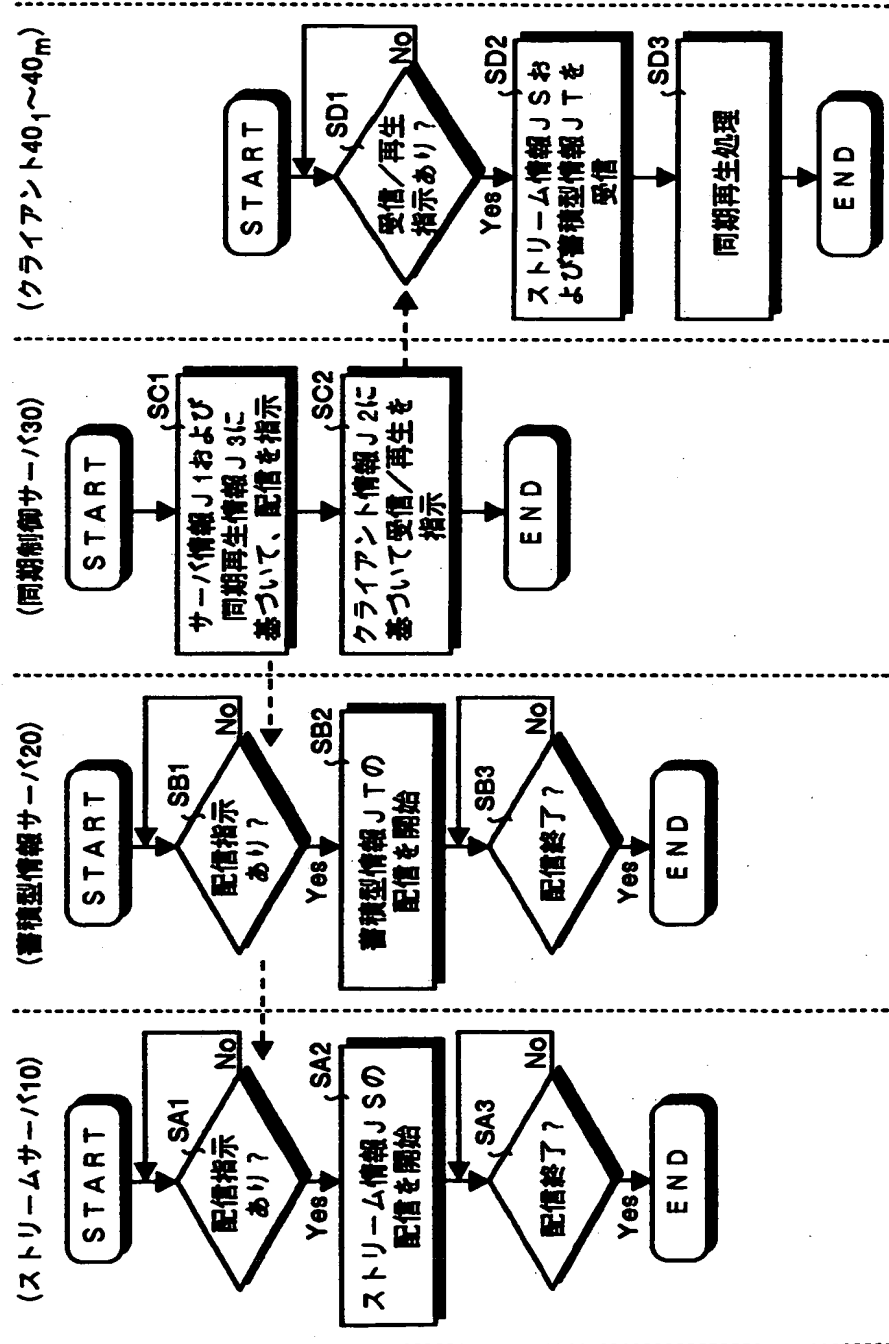 (ストリームサーバ10)
START
SA1
配信指示
あり？
No
Yes
SA2
ストリーム情報ＪＳの
配信を開始
SA3
配信終了？
No
Yes
END
(蓄積型情報サーバ20)
START
SB1
配信指示
あり？
No
Yes
SB2
蓄積型情報ＪＴの
配信を開始
SB3
配信終了？
No
Yes
END
(同期制御サーバ30)
START
SC1
サーバ情報Ｊ1および
同期再生情報Ｊ3に
基づいて、配信を指示
SC2
クライアント情報Ｊ2に
基づいて受信／再生を
指示
END
(クライアント40₁〜40ₘ)
START
SD1
受信／再生
指示あり？
No
Yes
SD2
ストリーム情報ＪＳお
よび蓄積型情報ＪＴを
受信
SD3
同期再生処理
END